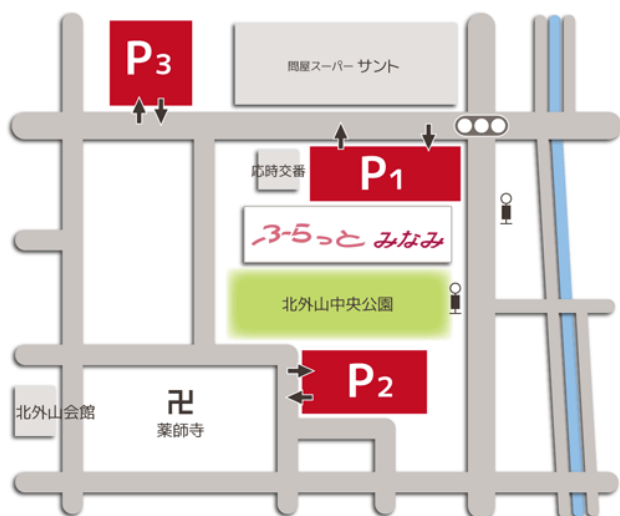 P3
問屋スーパー サント
応時交番
P1
ふらっと みなみ
北外山中央公園
P2
北外山会館
卍
薬師寺